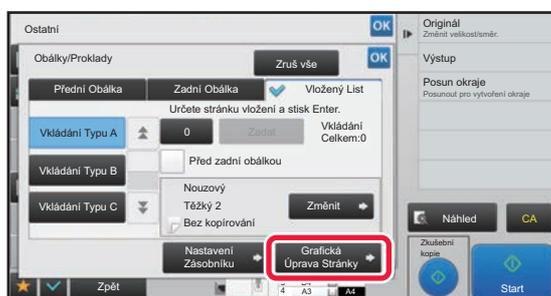 Ostatní
OK
Obálky/Proklady
Zruš vše
OK
Přední Obálka
Zadní Obálka
Vložený List
Určete stránku vložení a stisk Enter.
Vkládání Typu A
0
Zadat
Vkládání
Celkem:0
Vkládání Typu B
Před zadní obálkou
Vkládání Typu C
Nouzový
Těžký 2
Bez kopírování
Změnit
Nastavení
Zásobníku
Grafická
Úprava Stránky
Zpět
4 A3
A4
Originál
Změnit velikost/směr.
Výstup
Posun okraje
Posunout pro vytvoření okraje
Náhled
CA
Zkušební
kopie
Start